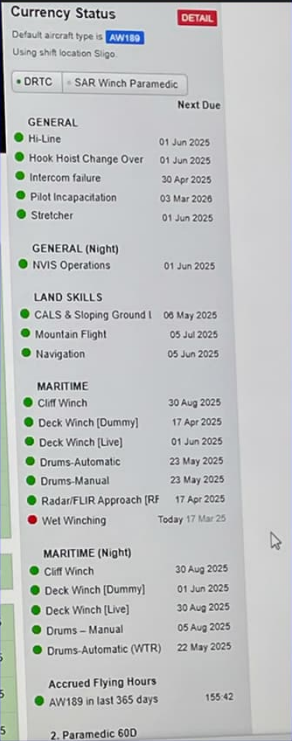 Currency Status DETAIL
Default aircraft type is AW189
Using shift location Sligo.
DRTC SAR Winch Paramedic
Next Due
GENERAL
Hi-Line 01 Jun 2025
Hook Hoist Change Over 01 Jun 2025
Intercom failure 30 Apr 2025
Pilot Incapacitation 03 Mar 2026
Stretcher 01 Jun 2025
GENERAL (Night)
NVIS Operations 01 Jun 2025
LAND SKILLS
CALS & Sloping Ground L 06 May 2025
Mountain Flight 05 Jul 2025
Navigation 05 Jun 2025
MARITIME
Cliff Winch 30 Aug 2025
Deck Winch [Dummy] 17 Apr 2025
Deck Winch [Live] 01 Jun 2025
Drums-Automatic 23 May 2025
Drums-Manual 23 May 2025
Radar/FLIR Approach [RF 17 Apr 2025
Wet Winching Today 17 Mar 25
MARITIME (Night)
Cliff Winch 30 Aug 2025
Deck Winch [Dummy] 01 Jun 2025
Deck Winch [Live] 30 Aug 2025
Drums – Manual 05 Aug 2025
Drums-Automatic (WTR) 22 May 2025
Accrued Flying Hours
AW189 in last 365 days 155:42
2. Paramedic 60D